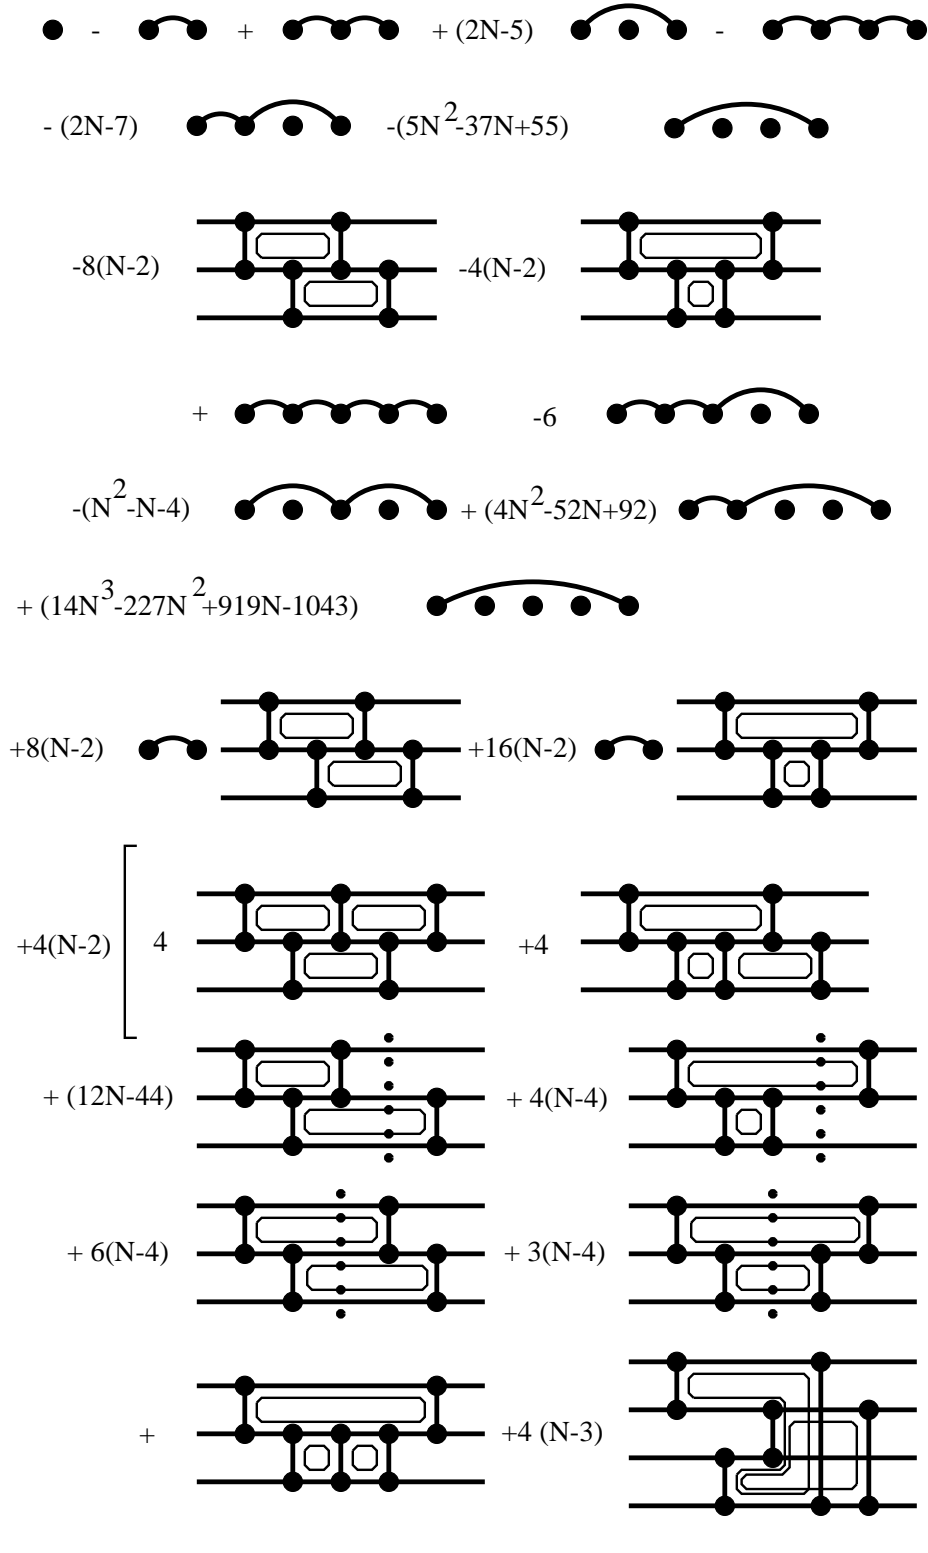 - + + (2N-5) -
- (2N-7) -(5N²-37N+55)
-8(N-2) -4(N-2)
+ -6
-(N²-N-4) + (4N²-52N+92)
+ (14N³-227N²+919N-1043)
+8(N-2) +16(N-2)
+4(N-2) [ 4 +4
+ (12N-44) + 4(N-4)
+ 6(N-4) + 3(N-4)
+ +4 (N-3)